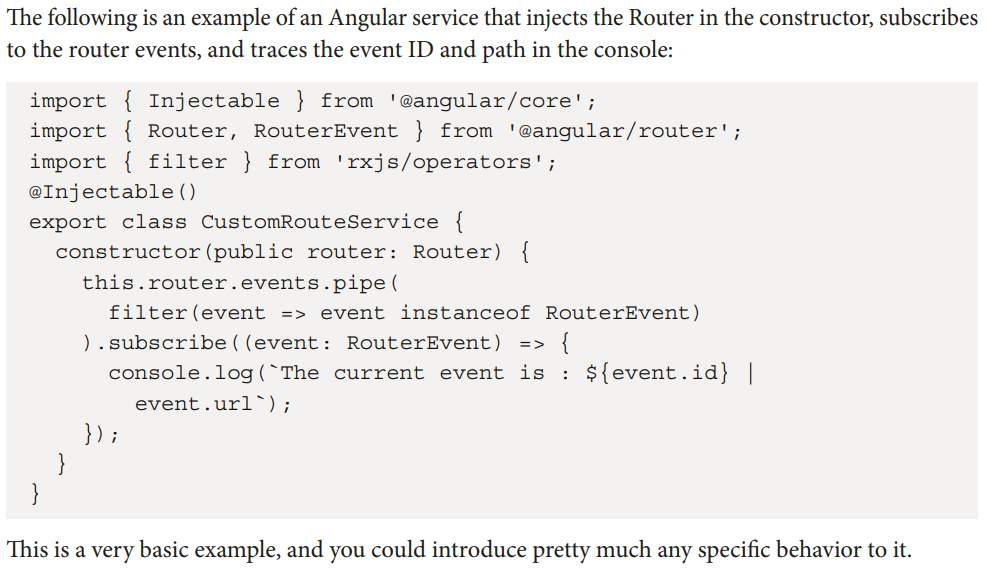 The following is an example of an Angular service that injects the Router in the constructor, subscribes
to the router events, and traces the event ID and path in the console:
import { Injectable } from '@angular/core';
import { Router, RouterEvent } from '@angular/router';
import { filter } from 'rxjs/operators';
@Injectable()
export class CustomRouteService {
  constructor(public router: Router) {
    this.router.events.pipe(
      filter(event => event instanceof RouterEvent)
    ).subscribe((event: RouterEvent) => {
      console.log(`The current event is : ${event.id} |
        event.url`);
    });
  }
}
This is a very basic example, and you could introduce pretty much any specific behavior to it.